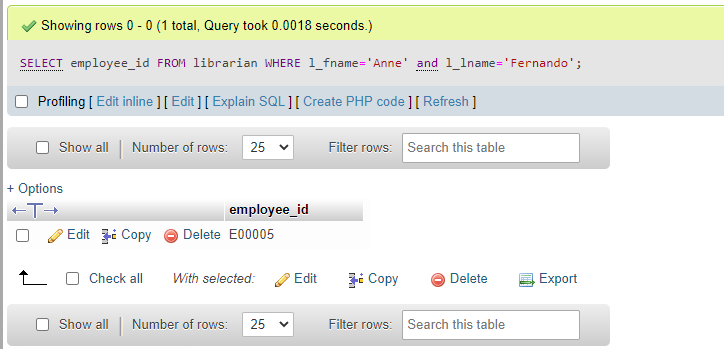 Showing rows 0 - 0 (1 total, Query took 0.0018 seconds.)
SELECT employee_id FROM librarian WHERE l_fname='Anne' and l_lname='Fernando';
Profiling [ Edit inline ] [ Edit ] [ Explain SQL ] [ Create PHP code ] [ Refresh ]
Show all Number of rows: 25 Filter rows: Search this table
+ Options
←T→ employee_id
Edit Copy Delete E00005
Check all With selected: Edit Copy Delete Export
Show all Number of rows: 25 Filter rows: Search this table